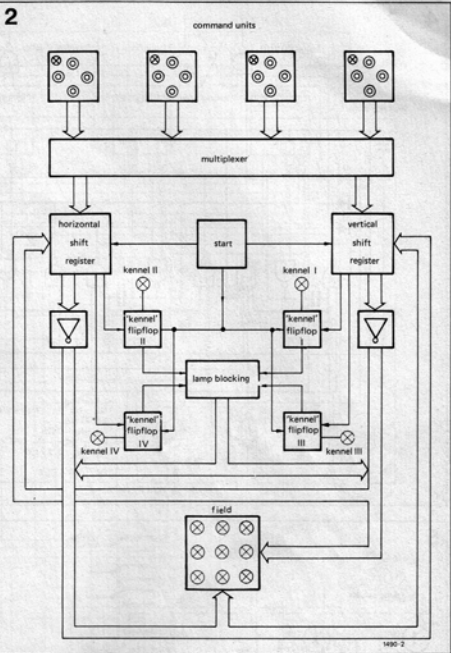 2
command units
multiplexer
horizontal
shift
register
start
vertical
shift
register
kennel II
kennel I
'kennel'
flipflop
II
'kennel'
flipflop
I
lamp blocking
'kennel'
flipflop
IV
'kennel'
flipflop
III
kennel IV
kennel III
field
1490-2